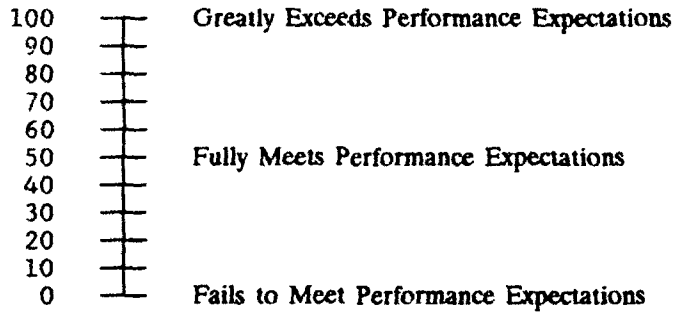 100 Greatly Exceeds Performance Expectations
90
80
70
60
50 Fully Meets Performance Expectations
40
30
20
10
0 Fails to Meet Performance Expectations